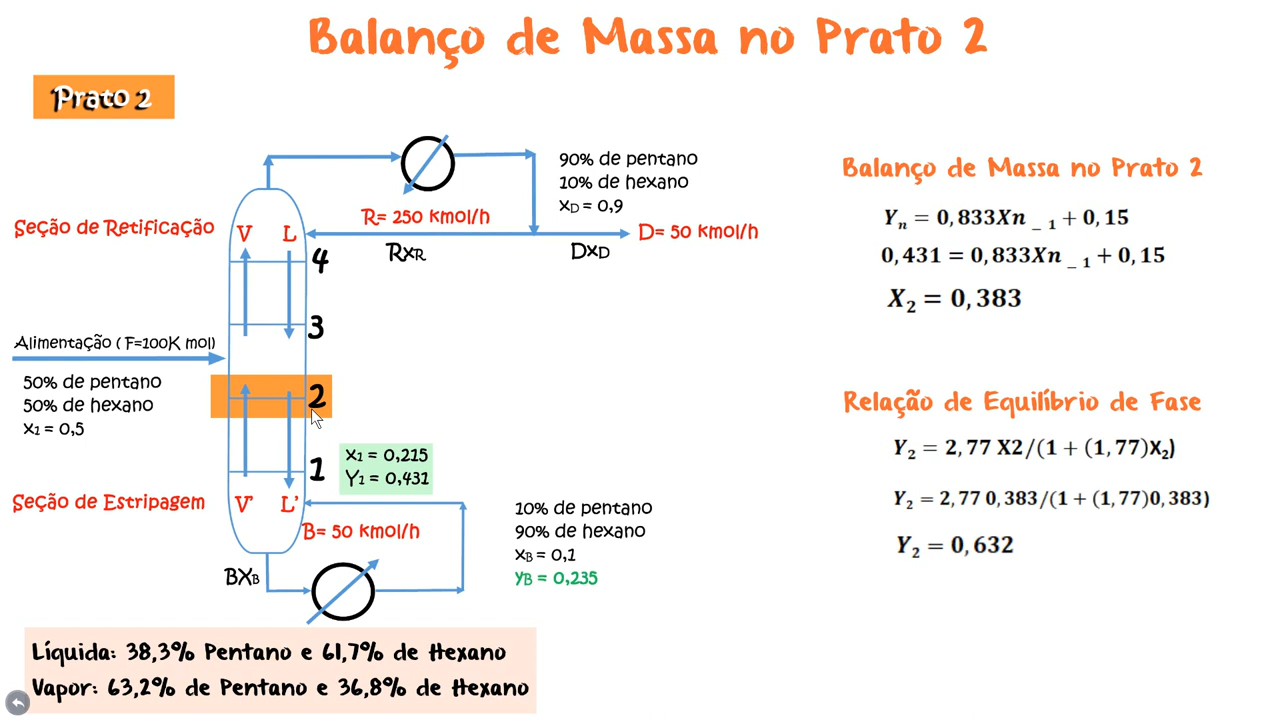 Balanço de Massa no Prato 2
Prato 2
90% de pentano
10% de hexano
xD = 0,9
R= 250 kmol/h
Seção de Retificação
V
L
D= 50 kmol/h
RxR
DxD
4
3
Alimentação ( F=100K mol)
50% de pentano
50% de hexano
x1 = 0,5
2
1
x1 = 0,215
Y1 = 0,431
Seção de Estripagem
V'
L'
B= 50 kmol/h
10% de pentano
90% de hexano
xB = 0,1
yB = 0,235
BXB
Líquida: 38,3% Pentano e 61,7% de Hexano
Vapor: 63,2% de Pentano e 36,8% de Hexano
Balanço de Massa no Prato 2
Yn = 0,833Xn _ 1 + 0,15
0,431 = 0,833Xn _ 1 + 0,15
X2 = 0,383
Relação de Equilíbrio de Fase
Y2 = 2,77 X2/(1 + (1,77)X2)
Y2 = 2,77 0,383/(1 + (1,77)0,383)
Y2 = 0,632